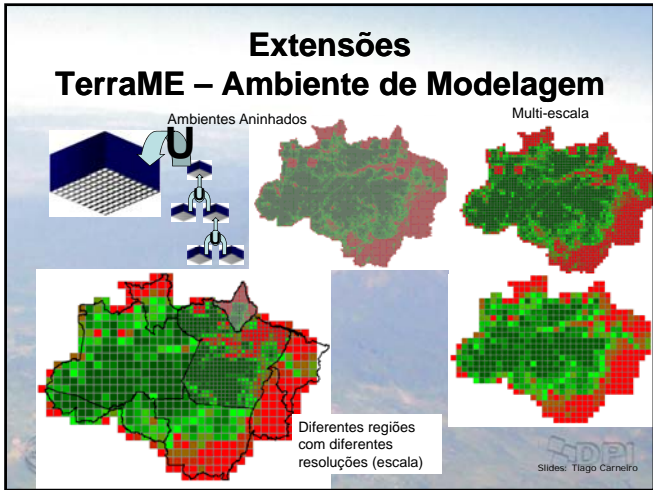 Extensões
TerraME – Ambiente de Modelagem
Ambientes Aninhados
Multi-escala
U
U
U
Diferentes regiões
com diferentes
resoluções (escala)
DPI
Slides: Tiago Carneiro